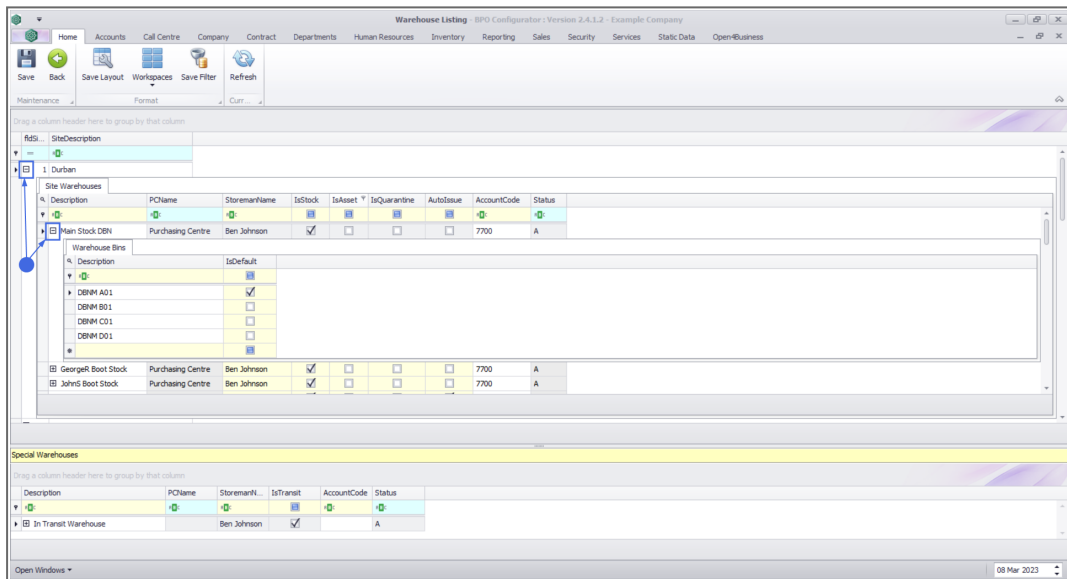 Warehouse Listing - BPO Configurator : Version 2.4.1.2 - Example Company
Home Accounts Call Centre Company Contract Departments Human Resources Inventory Reporting Sales Security Services Static Data Open4Business
Save Back Save Layout Workspaces Save Filter Refresh
Maintenance Format Curr...
Drag a column header here to group by that column
fldSi... SiteDescription
1 Durban
Site Warehouses
Description PCName StoremanName IsStock IsAsset IsQuarantine AutoIssue AccountCode Status
Main Stock DBN Purchasing Centre Ben Johnson 7700 A
Warehouse Bins
Description IsDefault
DBNM A01
DBNM B01
DBNM C01
DBNM D01
GeorgeR Boot Stock Purchasing Centre Ben Johnson 7700 A
JohnS Boot Stock Purchasing Centre Ben Johnson 7700 A
Special Warehouses
Drag a column header here to group by that column
Description PCName StoremanN... IsTransit AccountCode Status
In Transit Warehouse Ben Johnson A
Open Windows 08 Mar 2023